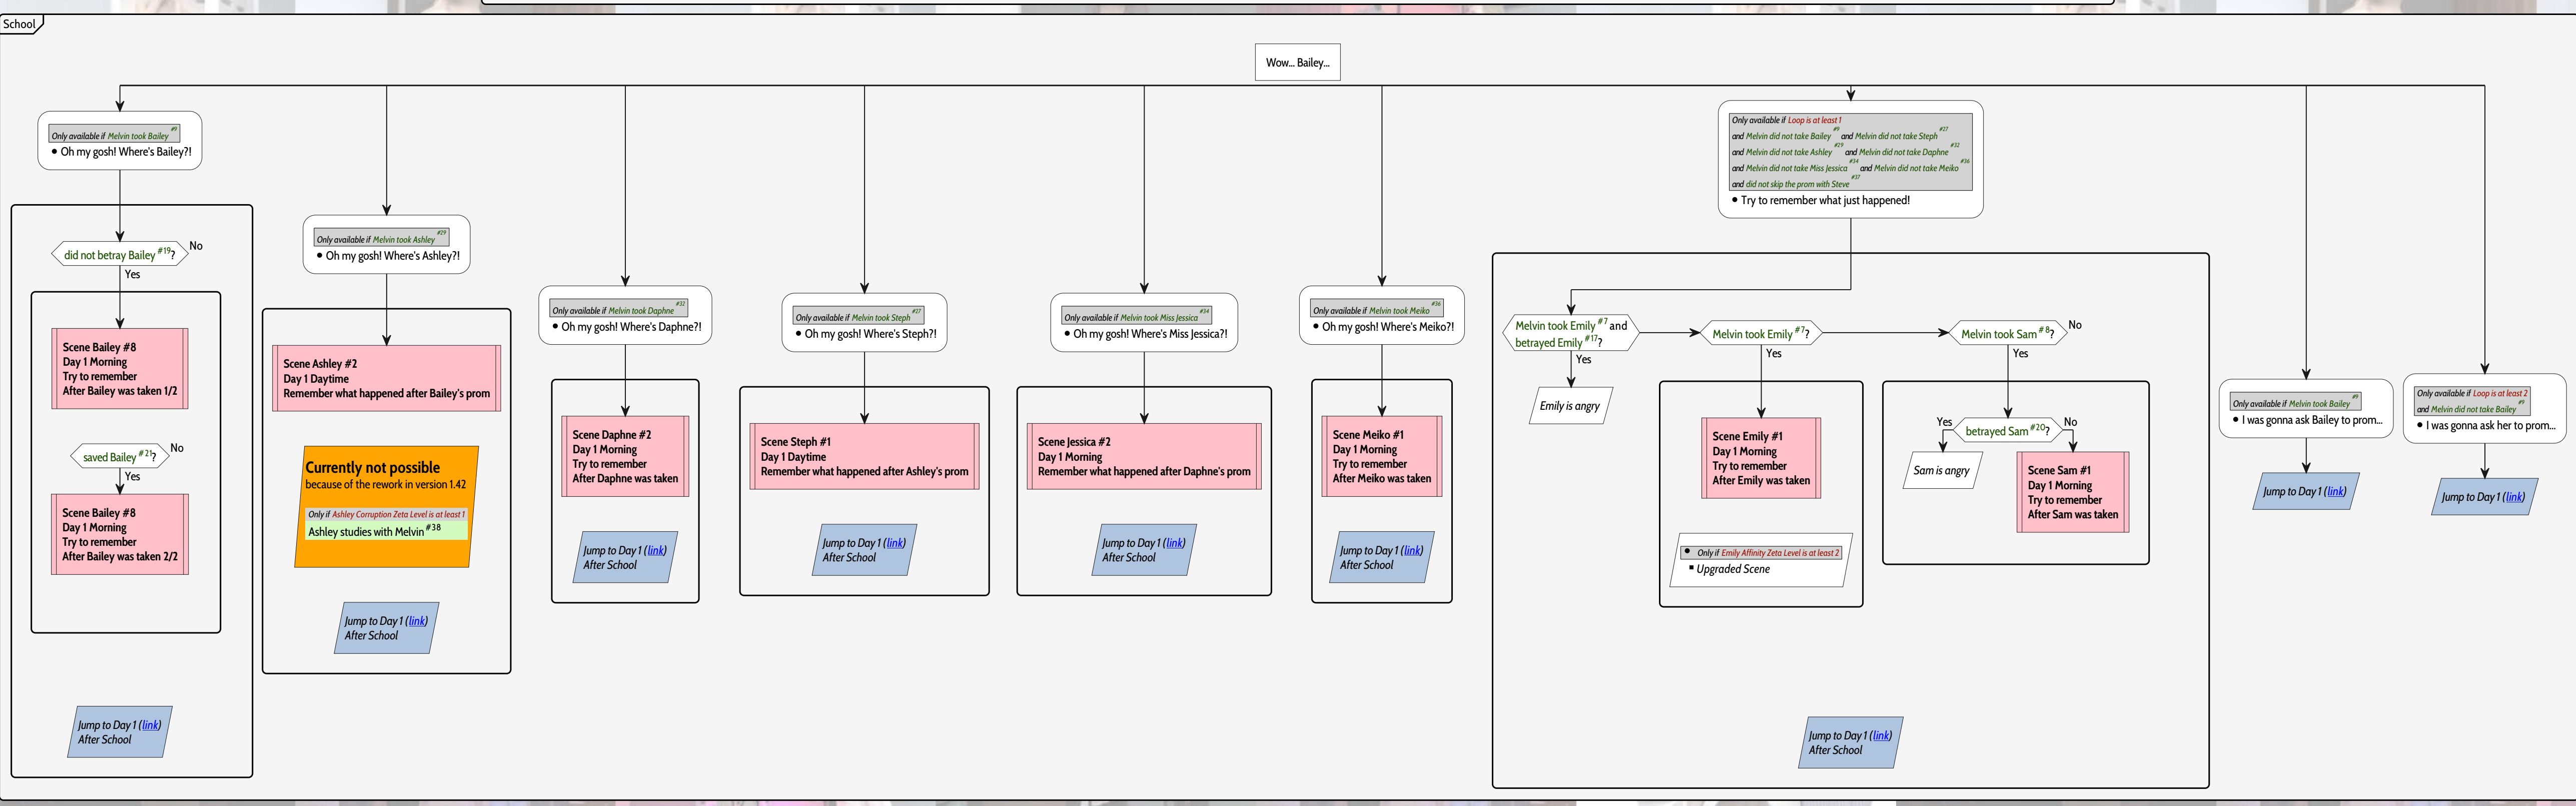 School
Wow... Bailey...
Only available if Melvin took Bailey #9
• Oh my gosh! Where's Bailey?!
did not betray Bailey #19?
No
Yes
Scene Bailey #8
Day 1 Morning
Try to remember
After Bailey was taken 1/2
saved Bailey #21?
No
Yes
Scene Bailey #8
Day 1 Morning
Try to remember
After Bailey was taken 2/2
Jump to Day 1 (link)
After School
Only available if Melvin took Ashley #29
• Oh my gosh! Where's Ashley?!
Scene Ashley #2
Day 1 Daytime
Remember what happened after Bailey's prom
Currently not possible
because of the rework in version 1.42
Only if Ashley Corruption Zeta Level is at least 1
Ashley studies with Melvin #38
Jump to Day 1 (link)
After School
Only available if Melvin took Daphne #32
• Oh my gosh! Where's Daphne?!
Scene Daphne #2
Day 1 Morning
Try to remember
After Daphne was taken
Jump to Day 1 (link)
After School
Only available if Melvin took Steph #27
• Oh my gosh! Where's Steph?!
Scene Steph #1
Day 1 Daytime
Remember what happened after Ashley's prom
Jump to Day 1 (link)
After School
Only available if Melvin took Miss Jessica #34
• Oh my gosh! Where's Miss Jessica?!
Scene Jessica #2
Day 1 Morning
Remember what happened after Daphne's prom
Jump to Day 1 (link)
After School
Only available if Melvin took Meiko #36
• Oh my gosh! Where's Meiko?!
Scene Meiko #1
Day 1 Morning
Try to remember
After Meiko was taken
Jump to Day 1 (link)
After School
Only available if Loop is at least 1
and Melvin did not take Bailey #9 and Melvin did not take Steph #27
and Melvin did not take Ashley #29 and Melvin did not take Daphne #32
and Melvin did not take Miss Jessica #34 and Melvin did not take Meiko #36
and did not skip the prom with Steve #37
• Try to remember what just happened!
Melvin took Emily #7 and
betrayed Emily #17?
Yes
Emily is angry
Melvin took Emily #7?
Yes
Scene Emily #1
Day 1 Morning
Try to remember
After Emily was taken
• Only if Emily Affinity Zeta Level is at least 2
▪ Upgraded Scene
Melvin took Sam #8?
No
Yes
betrayed Sam #20?
Yes
No
Sam is angry
Scene Sam #1
Day 1 Morning
Try to remember
After Sam was taken
Jump to Day 1 (link)
After School
Only available if Melvin took Bailey #9
• I was gonna ask Bailey to prom...
Jump to Day 1 (link)
Only available if Loop is at least 2
and Melvin did not take Bailey #9
• I was gonna ask her to prom...
Jump to Day 1 (link)